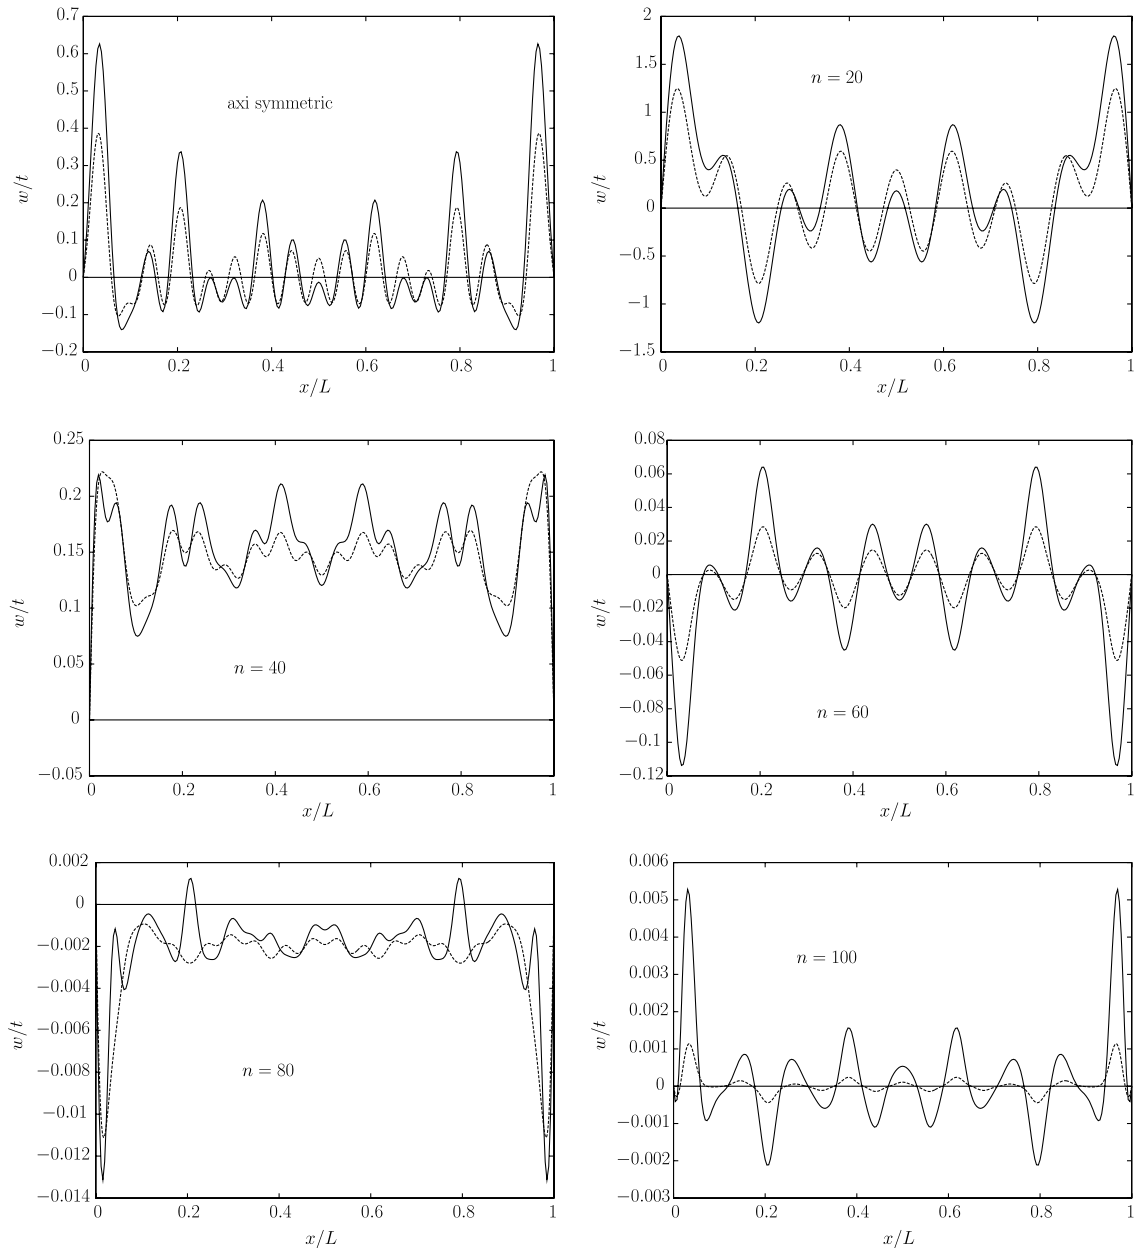 0.7
0.6
0.5
0.4
0.3
0.2
0.1
0
−0.1
−0.2
w/t
axi symmetric
0 0.2 0.4 0.6 0.8 1
x/L
2
1.5
1
0.5
0
−0.5
−1
−1.5
w/t
n = 20
0 0.2 0.4 0.6 0.8 1
x/L
0.25
0.2
0.15
0.1
0.05
0
−0.05
w/t
n = 40
0 0.2 0.4 0.6 0.8 1
x/L
0.08
0.06
0.04
0.02
0
−0.02
−0.04
−0.06
−0.08
−0.1
−0.12
w/t
n = 60
0 0.2 0.4 0.6 0.8 1
x/L
0.002
0
−0.002
−0.004
−0.006
−0.008
−0.01
−0.012
−0.014
w/t
n = 80
0 0.2 0.4 0.6 0.8 1
x/L
0.006
0.005
0.004
0.003
0.002
0.001
0
−0.001
−0.002
−0.003
w/t
n = 100
0 0.2 0.4 0.6 0.8 1
x/L